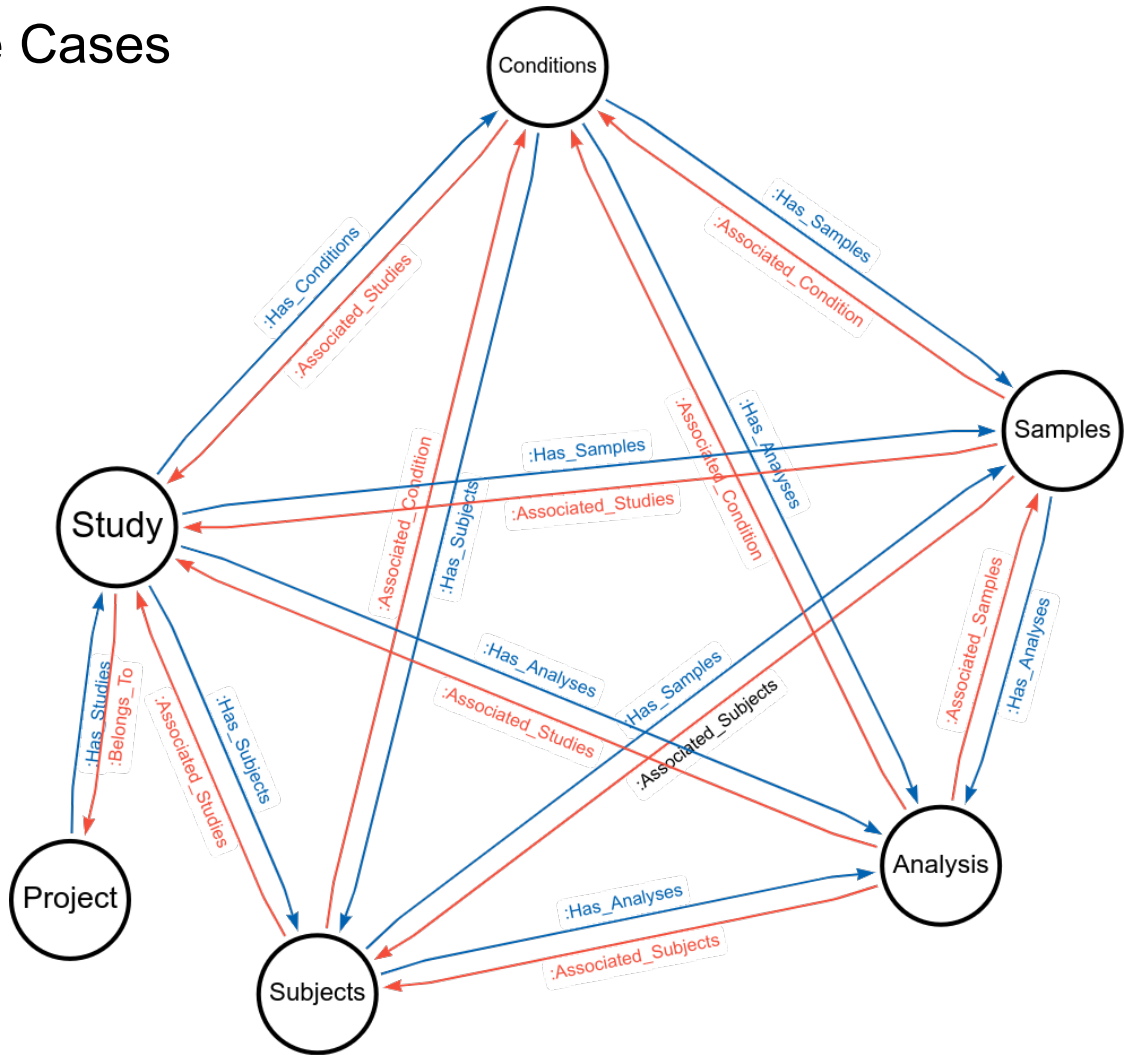 e Cases
Conditions
:Has_Samples
:Associated_Condition
:Has_Conditions
:Associated_Studies
Samples
:Associated_Condition
:Has_Analyses
:Has_Samples
:Associated_Studies
:Associated_Condition
:Has_Subjects
Study
:Has_Analyses
:Associated_Studies
:Has_Samples
:Associated_Subjects
:Associated_Samples
:Has_Analyses
:Has_Studies
:Belongs_To
:Associated_Studies
:Has_Subjects
Project
Analysis
:Has_Analyses
:Associated_Subjects
Subjects